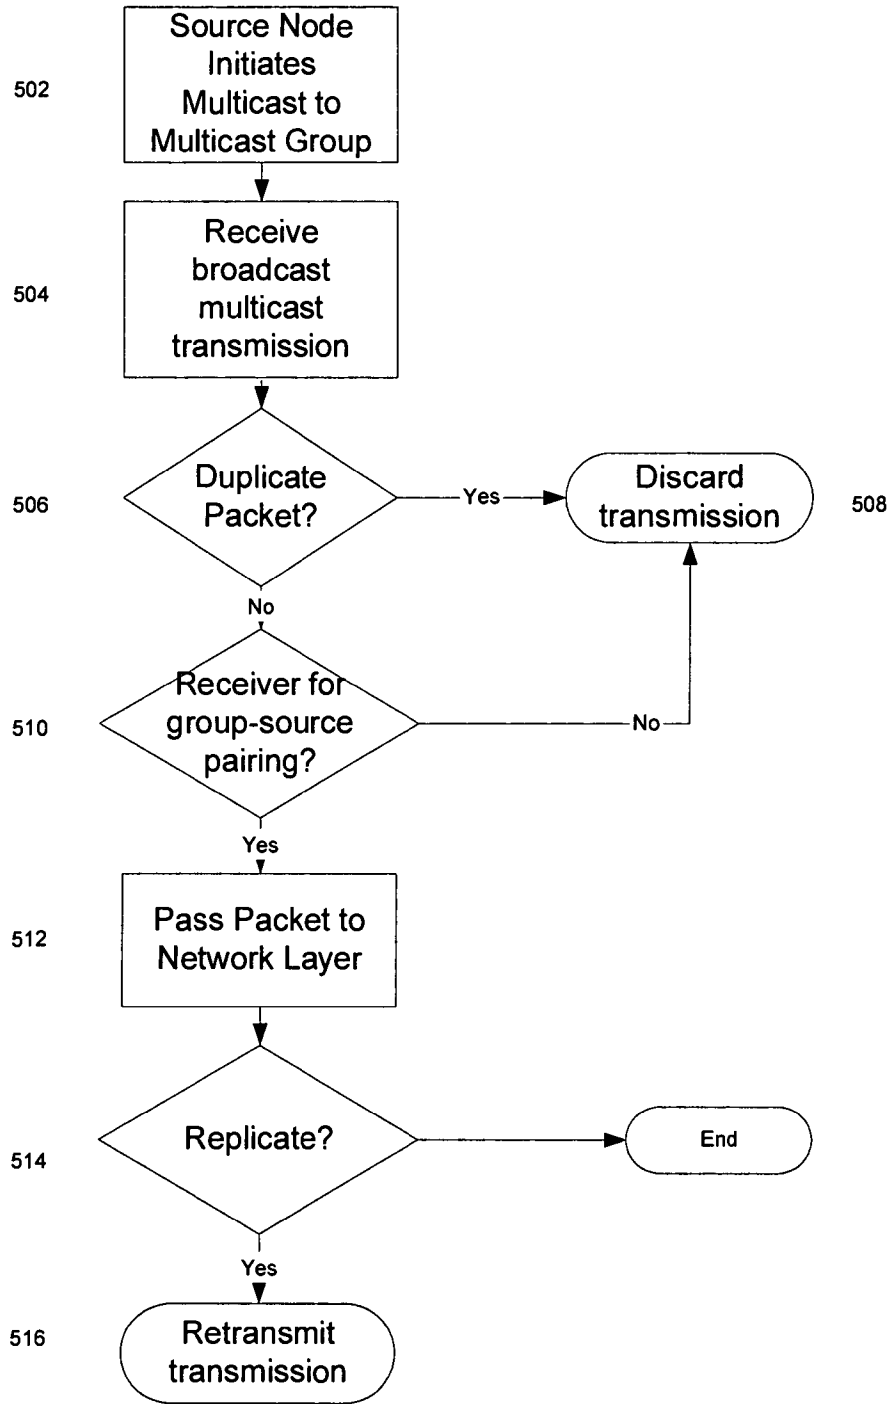 Source Node
Initiates
Multicast to
Multicast Group
502
Receive
broadcast
multicast
transmission
504
Duplicate
Packet?
506
Yes
Discard
transmission
508
No
Receiver for
group-source
pairing?
510
No
Yes
Pass Packet to
Network Layer
512
Replicate?
514
End
Yes
Retransmit
transmission
516